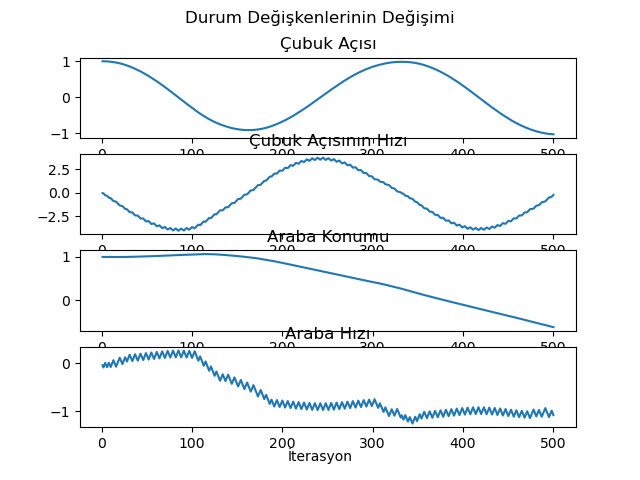 Durum Değişkenlerinin Değişimi
Çubuk Açısı
1
0
−1
0 100 200 300 400 500
Çubuk Açısının Hızı
2.5
0.0
−2.5
0 100 200 300 400 500
Araba Konumu
1
0
0 100 200 300 400 500
Araba Hızı
0
−1
0 100 200 300 400 500
Iterasyon